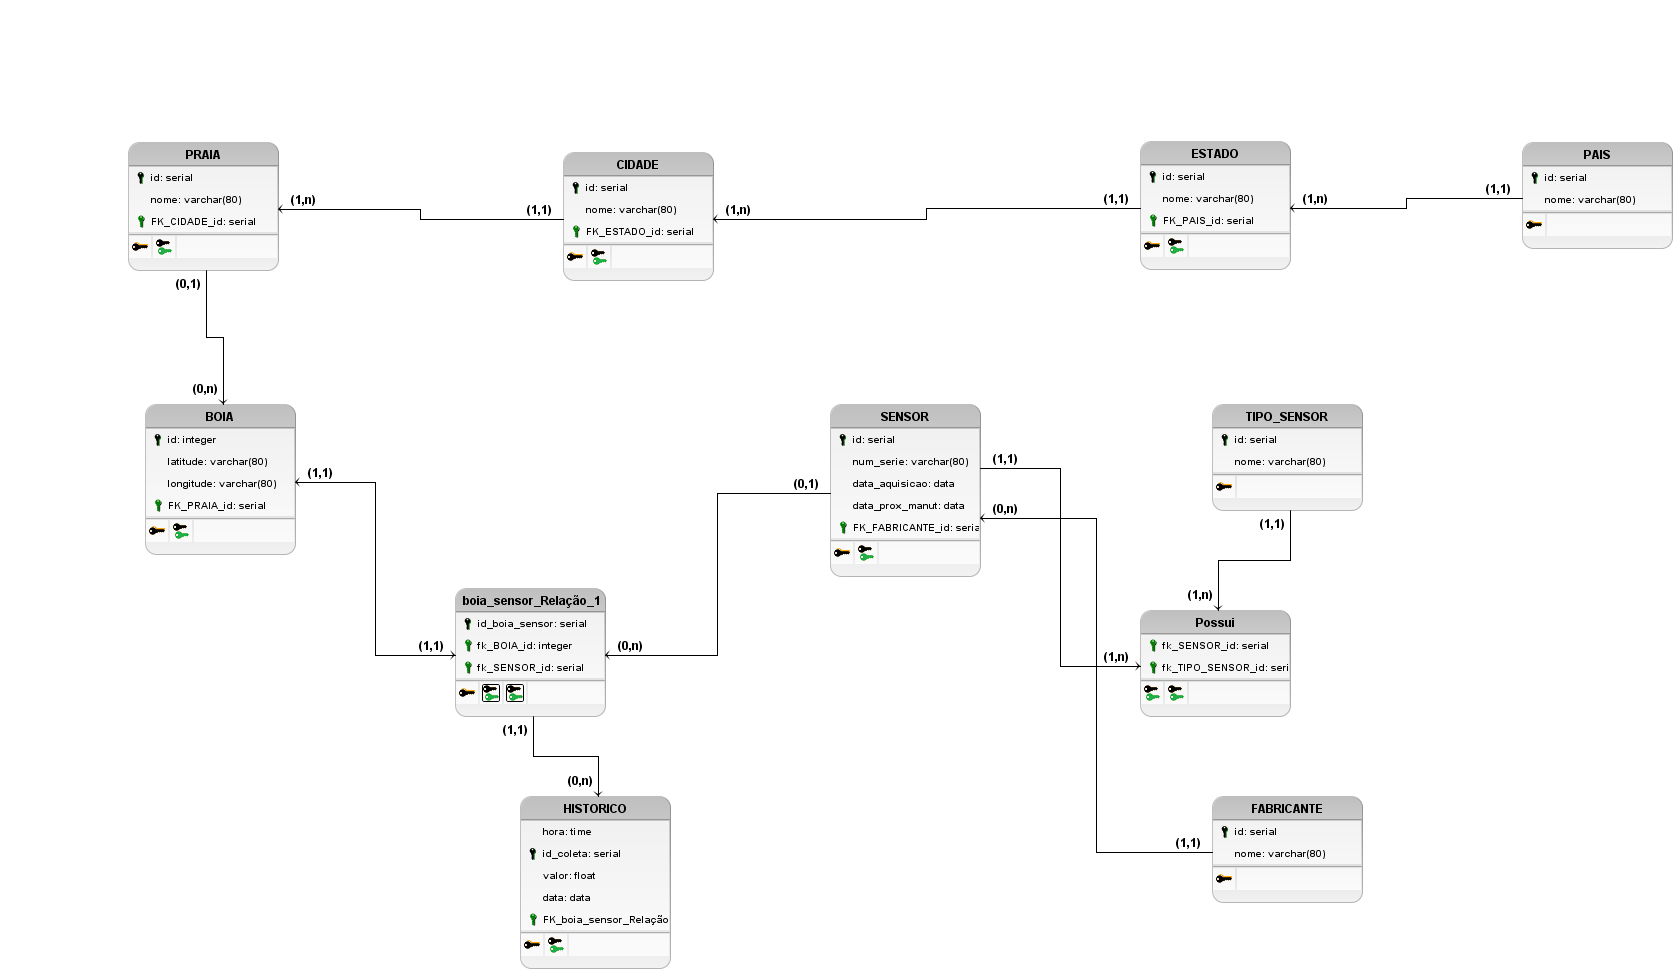 PRAIA
id: serial
nome: varchar(80)
FK_CIDADE_id: serial
(1,n)
(1,1)
CIDADE
id: serial
nome: varchar(80)
FK_ESTADO_id: serial
(1,n)
(1,1)
ESTADO
id: serial
nome: varchar(80)
FK_PAIS_id: serial
(1,n)
(1,1)
PAIS
id: serial
nome: varchar(80)
(0,1)
(0,n)
BOIA
id: integer
latitude: varchar(80)
longitude: varchar(80)
FK_PRAIA_id: serial
(1,1)
(1,1)
boia_sensor_Relação_1
id_boia_sensor: serial
fk_BOIA_id: integer
fk_SENSOR_id: serial
(0,n)
(0,1)
SENSOR
id: serial
num_serie: varchar(80)
data_aquisicao: data
data_prox_manut: data
FK_FABRICANTE_id: seria
(1,1)
(0,n)
TIPO_SENSOR
id: serial
nome: varchar(80)
(1,1)
(1,n)
(1,n)
Possui
fk_SENSOR_id: serial
fk_TIPO_SENSOR_id: seri
(1,1)
(0,n)
HISTORICO
hora: time
id_coleta: serial
valor: float
data: data
FK_boia_sensor_Relação
(1,1)
FABRICANTE
id: serial
nome: varchar(80)